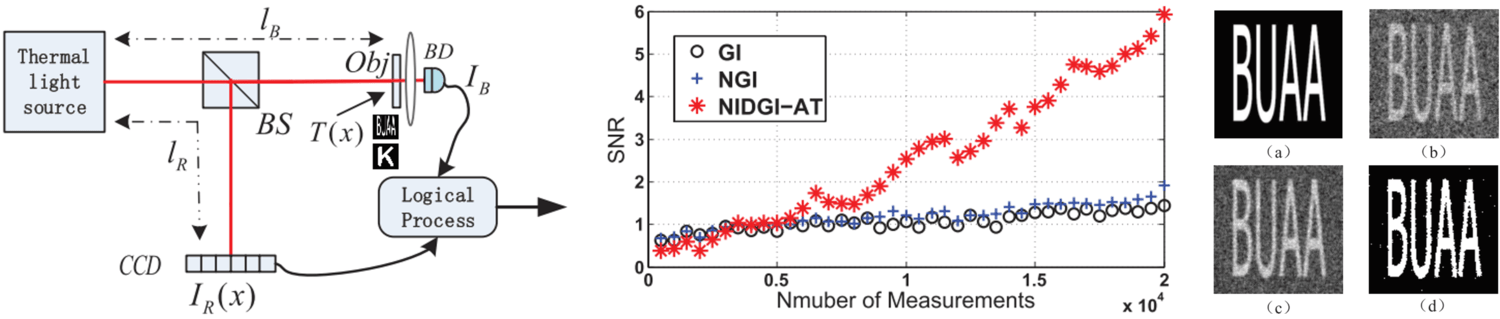 Thermal
light
source
l_B
Obj
BD
I_B
BS
T(x)
BUAA
K
l_R
Logical
Process
CCD
I_R(x)
SNR
6
5
4
3
2
1
0
GI
NGI
NIDGI-AT
0
0.5
1
1.5
2
x 10^4
Nmuber of Measurements
BUAA
(a)
BUAA
(b)
BUAA
(c)
BUAA
(d)